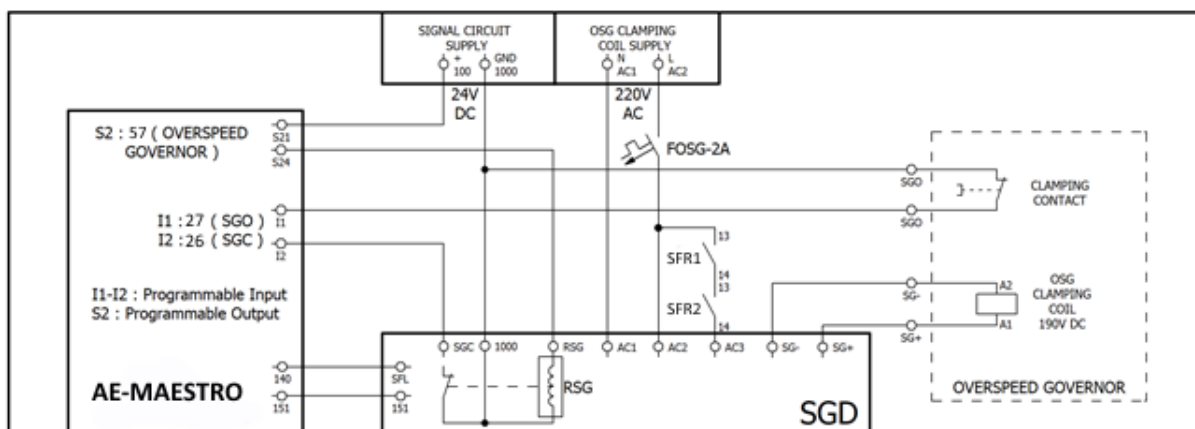 SIGNAL CIRCUIT
SUPPLY
+
100
GND
1000
OSG CLAMPING
COIL SUPPLY
N
AC1
L
AC2
24V
DC
220V
AC
S2 : 57 ( OVERSPEED
GOVERNOR )
S21
S24
FOSG-2A
I1 : 27 ( SGO )
I2 : 26 ( SGC )
I1
I2
SGO
SGO
CLAMPING
CONTACT
13
SFR1
14
13
SFR2
14
I1-I2 : Programmable Input
S2 : Programmable Output
SG-
SG+
A2
A1
OSG
CLAMPING
COIL
190V DC
SGC
1000
RSG
AC1
AC2
AC3
SG-
SG+
AE-MAESTRO
140
151
SFL
151
RSG
SGD
OVERSPEED GOVERNOR